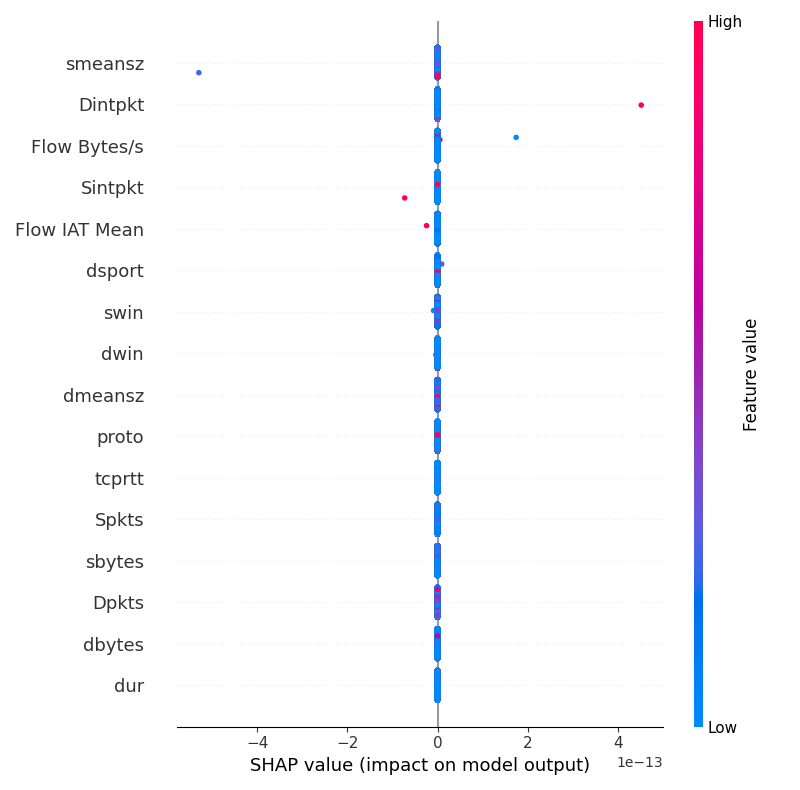 High
smeansz
Dintpkt
Flow Bytes/s
Sintpkt
Flow IAT Mean
dsport
swin
dwin
dmeansz
proto
tcprtt
Spkts
sbytes
Dpkts
dbytes
dur
Feature value
Low
−4 −2 0 2 4
1e−13
SHAP value (impact on model output)